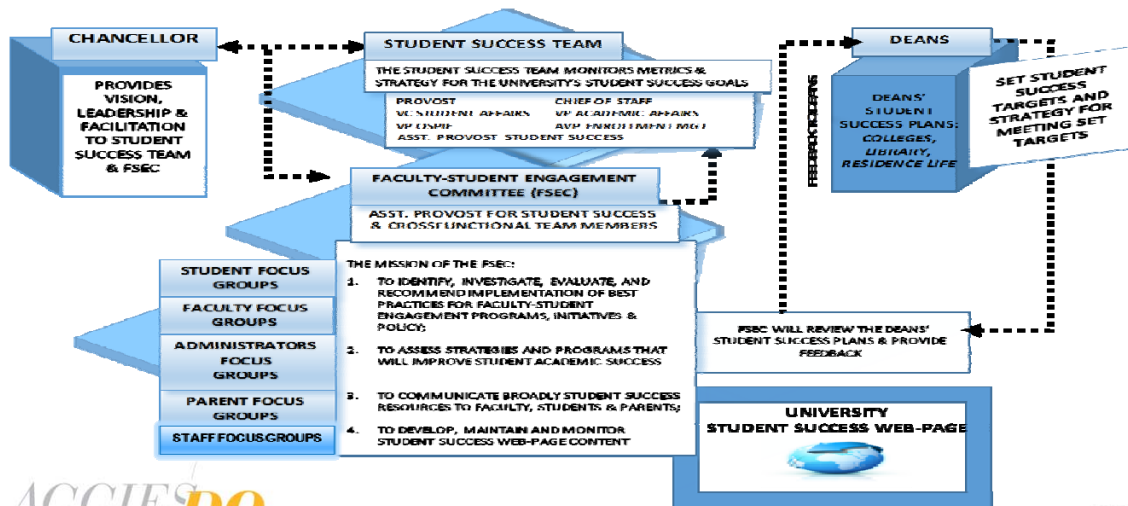 CHANCELLOR
PROVIDES
VISION,
LEADERSHIP &
FACILITATION
TO STUDENT
SUCCESS TEAM
& FSEC
STUDENT SUCCESS TEAM
THE STUDENT SUCCESS TEAM MONITORS METRICS &
STRATEGY FOR THE UNIVERSITY'S STUDENT SUCCESS GOALS
PROVOST CHIEF OF STAFF
VC STUDENT AFFAIRS VP ACADEMIC AFFAIRS
VP OSPIE AVP ENROLLMENT MGT
ASST. PROVOST STUDENT SUCCESS
FACULTY-STUDENT ENGAGEMENT
COMMITTEE (FSEC)
ASST. PROVOST FOR STUDENT SUCCESS
& CROSSFUNCTIONAL TEAM MEMBERS
STUDENT FOCUS
GROUPS
FACULTY FOCUS
GROUPS
ADMINISTRATORS
FOCUS
GROUPS
PARENT FOCUS
GROUPS
STAFF FOCUS GROUPS
THE MISSION OF THE FSEC:
1. TO IDENTIFY, INVESTIGATE, EVALUATE, AND
RECOMMEND IMPLEMENTATION OF BEST
PRACTICES FOR FACULTY-STUDENT
ENGAGEMENT PROGRAMS, INITIATIVES &
POLICY;
2. TO ASSESS STRATEGIES AND PROGRAMS THAT
WILL IMPROVE STUDENT ACADEMIC SUCCESS
3. TO COMMUNICATE BROADLY STUDENT SUCCESS
RESOURCES TO FACULTY, STUDENTS & PARENTS;
4. TO DEVELOP, MAINTAIN AND MONITOR
STUDENT SUCCESS WEB-PAGE CONTENT
DEANS
DEANS'
STUDENT
SUCCESS PLANS:
COLLEGES,
LIBRARY,
RESIDENCE LIFE
SET STUDENT
SUCCESS
TARGETS AND
STRATEGY FOR
MEETING SET
TARGETS
FEEDBACK TO DEANS
FSEC WILL REVIEW THE DEANS'
STUDENT SUCCESS PLANS & PROVIDE
FEEDBACK
UNIVERSITY
STUDENT SUCCESS WEB-PAGE
AGGIES DO